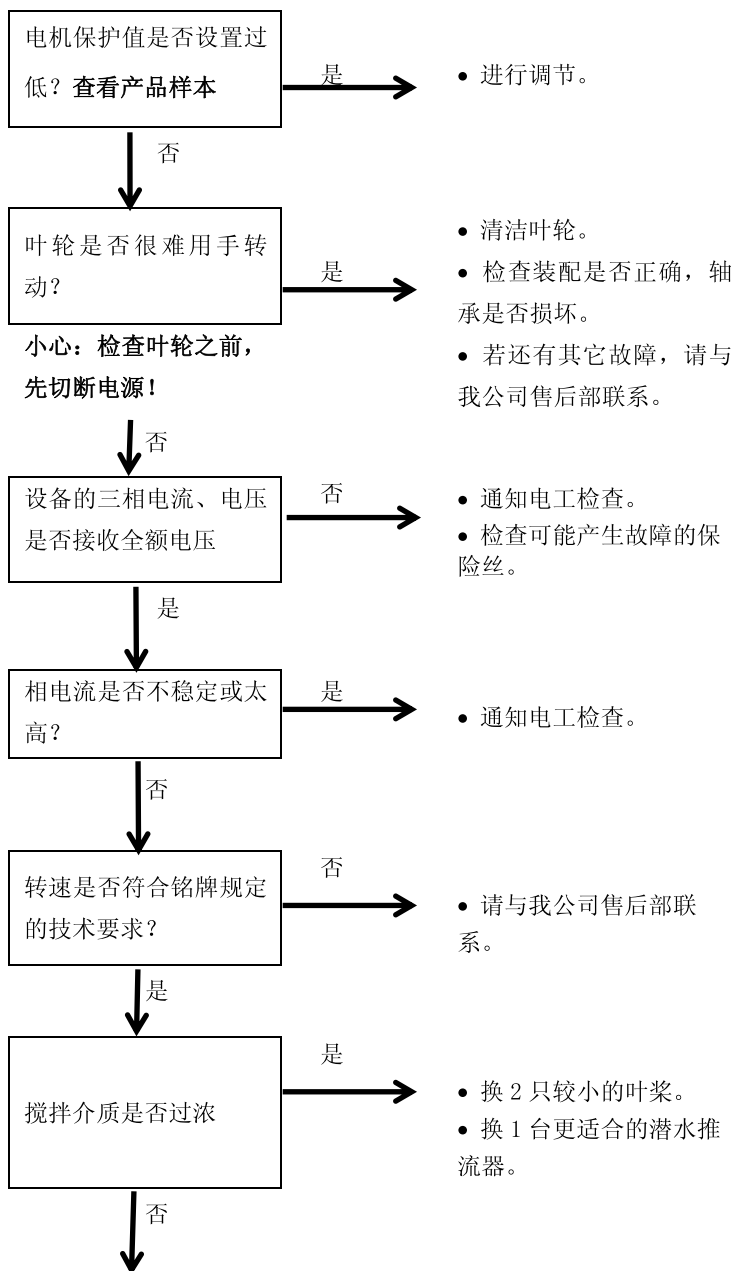 电机保护值是否设置过
低？查看产品样本
是
• 进行调节。
否
叶轮是否很难用手转
动？
是
• 清洁叶轮。
• 检查装配是否正确，轴
承是否损坏。
• 若还有其它故障，请与
我公司售后部联系。
小心：检查叶轮之前，
先切断电源！
否
设备的三相电流、电压
是否接收全额电压
否
• 通知电工检查。
• 检查可能产生故障的保
险丝。
是
相电流是否不稳定或太
高？
是
• 通知电工检查。
否
转速是否符合铭牌规定
的技术要求？
否
• 请与我公司售后部联
系。
是
搅拌介质是否过浓
是
• 换 2 只较小的叶桨。
• 换 1 台更适合的潜水推
流器。
否